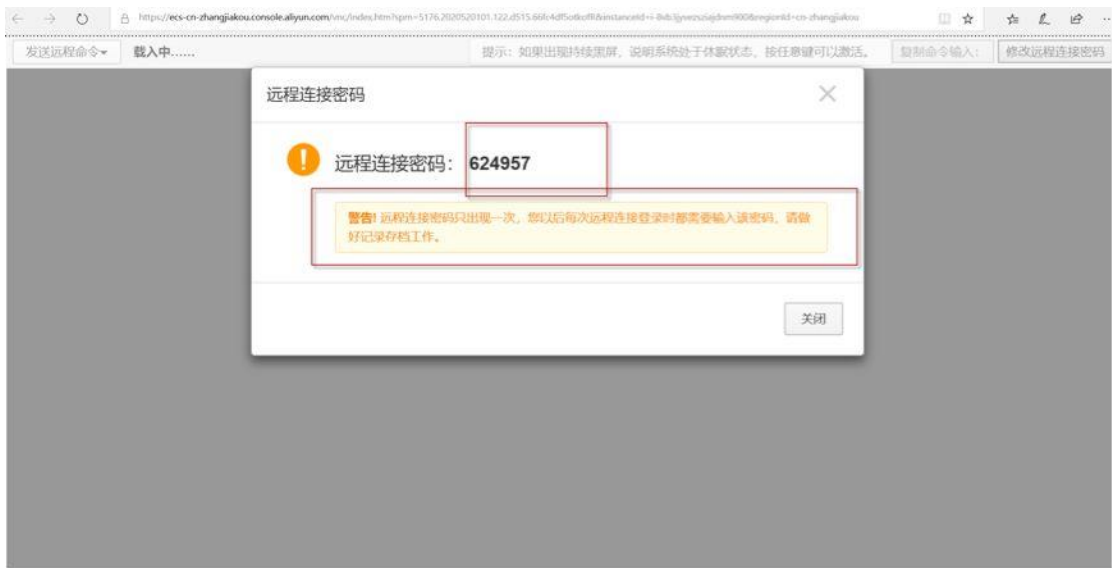 发送远程命令 载入中…… 提示：如果出现持续黑屏，说明系统处于休眠状态，按任意键可以激活。 复制命令输入： 修改远程连接密码
远程连接密码
远程连接密码： 624957
警告! 远程连接密码只出现一次，您以后每次远程连接登录时都需要输入该密码，请做
好记录存档工作。
关闭